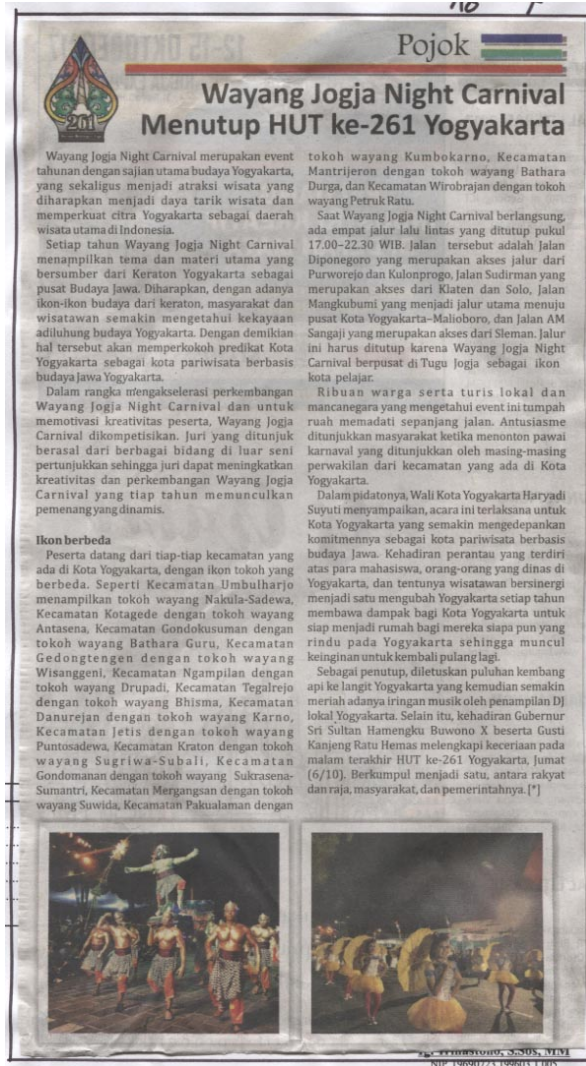 Pojok
261
Wayang Jogja Night Carnival
Menutup HUT ke-261 Yogyakarta
Wayang Jogja Night Carnival merupakan event
tahunan dengan sajian utama budaya Yogyakarta,
yang sekaligus menjadi atraksi wisata yang
diharapkan menjadi daya tarik wisata dan
memperkuat citra Yogyakarta sebagai daerah
wisata utama di Indonesia.
Setiap tahun Wayang Jogja Night Carnival
menampilkan tema dan materi utama yang
bersumber dari Keraton Yogyakarta sebagai
pusat Budaya Jawa. Diharapkan, dengan adanya
ikon-ikon budaya dari keraton, masyarakat dan
wisatawan semakin mengetahui kekayaan
adiluhung budaya Yogyakarta. Dengan demikian
hal tersebut akan memperkokoh predikat Kota
Yogyakarta sebagai kota pariwisata berbasis
budaya Jawa Yogyakarta.
Dalam rangka mengakselerasi perkembangan
Wayang Jogja Night Carnival dan untuk
memotivasi kreativitas peserta, Wayang Jogja
Carnival dikompetisikan. Juri yang ditunjuk
berasal dari berbagai bidang di luar seni
pertunjukkan sehingga juri dapat meningkatkan
kreativitas dan perkembangan Wayang Jogja
Carnival yang tiap tahun memunculkan
pemenang yang dinamis.
Ikon berbeda
Peserta datang dari tiap-tiap kecamatan yang
ada di Kota Yogyakarta, dengan ikon tokoh yang
berbeda. Seperti Kecamatan Umbulharjo
menampilkan tokoh wayang Nakula-Sadewa,
Kecamatan Kotagede dengan tokoh wayang
Antasena, Kecamatan Gondokusuman dengan
tokoh wayang Bathara Guru, Kecamatan
Gedongtengen dengan tokoh wayang
Wisanggeni, Kecamatan Ngampilan dengan
tokoh wayang Drupadi, Kecamatan Tegalrejo
dengan tokoh wayang Bhisma, Kecamatan
Danurejan dengan tokoh wayang Karno,
Kecamatan Jetis dengan tokoh wayang
Puntosadewa, Kecamatan Kraton dengan tokoh
wayang Sugriwa-Subali, Kecamatan
Gondomanan dengan tokoh wayang Sukrasena-
Sumantri, Kecamatan Mergangsan dengan tokoh
wayang Suwida, Kecamatan Pakualaman dengan
tokoh wayang Kumbokarno, Kecamatan
Mantrijeron dengan tokoh wayang Bathara
Durga, dan Kecamatan Wirobrajan dengan tokoh
wayang Petruk Ratu.
Saat Wayang Jogja Night Carnival berlangsung,
ada empat jalur lalu lintas yang ditutup pukul
17.00–22.30 WIB. Jalan tersebut adalah Jalan
Diponegoro yang merupakan akses jalur dari
Purworejo dan Kulonprogo, Jalan Sudirman yang
merupakan akses dari Klaten dan Solo, Jalan
Mangkubumi yang menjadi jalur utama menuju
pusat Kota Yogyakarta–Malioboro, dan Jalan AM
Sangaji yang merupakan akses dari Sleman. Jalur
ini harus ditutup karena Wayang Jogja Night
Carnival berpusat di Tugu Jogja sebagai ikon
kota pelajar.
Ribuan warga serta turis lokal dan
mancanegara yang mengetahui event ini tumpah
ruah memadati sepanjang jalan. Antusiasme
ditunjukkan masyarakat ketika menonton pawai
karnaval yang ditunjukkan oleh masing-masing
perwakilan dari kecamatan yang ada di Kota
Yogyakarta.
Dalam pidatonya, Wali Kota Yogyakarta Haryadi
Suyuti menyampaikan, acara ini terlaksana untuk
Kota Yogyakarta yang semakin mengedepankan
komitmennya sebagai kota pariwisata berbasis
budaya Jawa. Kehadiran perantau yang terdiri
atas para mahasiswa, orang-orang yang dinas di
Yogyakarta, dan tentunya wisatawan bersinergi
menjadi satu mengubah Yogyakarta setiap tahun
membawa dampak bagi Kota Yogyakarta untuk
siap menjadi rumah bagi mereka siapa pun yang
rindu pada Yogyakarta sehingga muncul
keinginan untuk kembali pulang lagi.
Sebagai penutup, diletuskan puluhan kembang
api ke langit Yogyakarta yang kemudian semakin
meriah adanya iringan musik oleh penampilan DJ
lokal Yogyakarta. Selain itu, kehadiran Gubernur
Sri Sultan Hamengku Buwono X beserta Gusti
Kanjeng Ratu Hemas melengkapi keceriaan pada
malam terakhir HUT ke-261 Yogyakarta, Jumat
(6/10). Berkumpul menjadi satu, antara rakyat
dan raja, masyarakat, dan pemerintahnya. [*]
S.Sos, MM